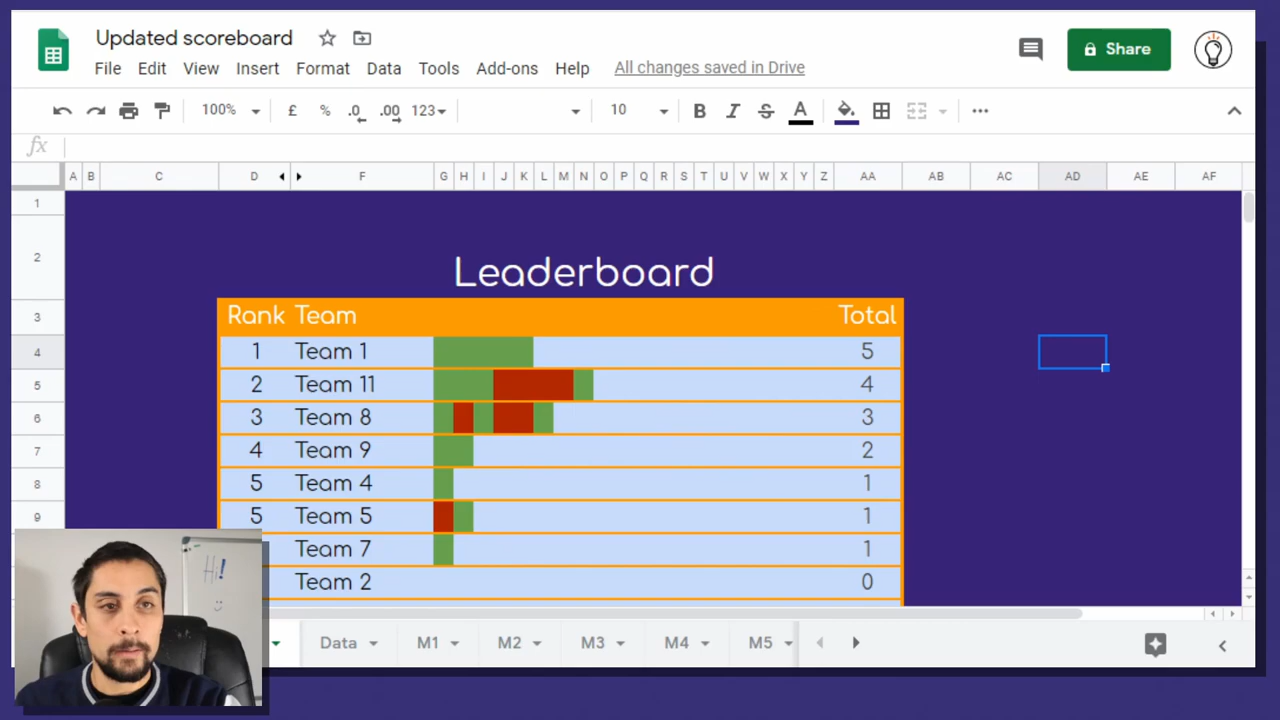 Updated scoreboard
File Edit View Insert Format Data Tools Add-ons Help All changes saved in Drive
Share
100% £ % .0 .00 123 10 B I S A ...
fx
A B C D F G H I J K L M N O P Q R S T U V W X Y Z AA AB AC AD AE AF
1
2 Leaderboard
3 Rank Team Total
4 1 Team 1 5
5 2 Team 11 4
6 3 Team 8 3
7 4 Team 9 2
8 5 Team 4 1
9 5 Team 5 1
Team 7 1
Team 2 0
Hi!
Data M1 M2 M3 M4 M5